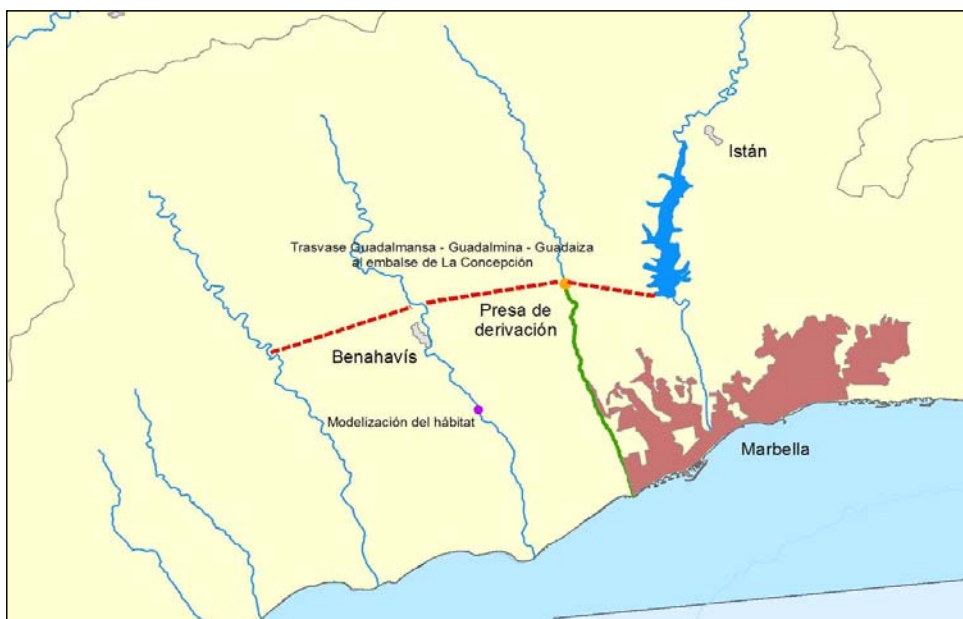 Istán
Trasvase Guadalmansa - Guadalmina - Guadaiza
al embalse de La Concepción
Presa de
derivación
Benahavís
Modelización del hábitat
Marbella